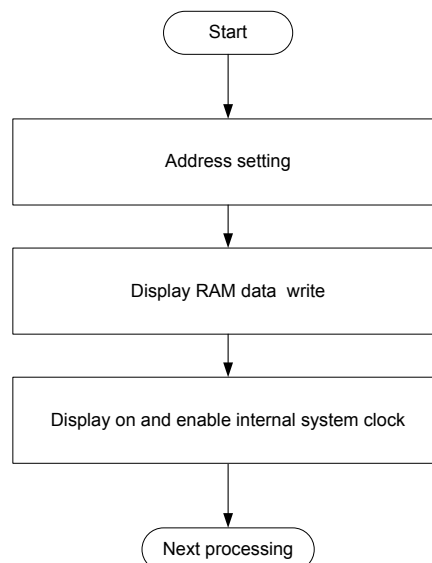 Start
Address setting
Display RAM data  write
Display on and enable internal system clock
Next processing